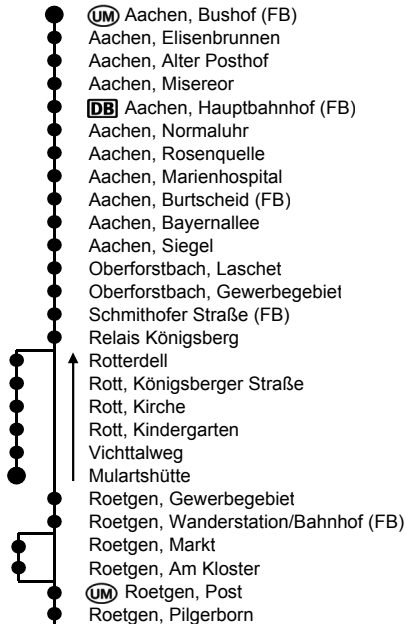 UM Aachen, Bushof (FB)
Aachen, Elisenbrunnen
Aachen, Alter Posthof
Aachen, Misereor
DB Aachen, Hauptbahnhof (FB)
Aachen, Normaluhr
Aachen, Rosenquelle
Aachen, Marienhospital
Aachen, Burtscheid (FB)
Aachen, Bayernallee
Aachen, Siegel
Oberforstbach, Laschet
Oberforstbach, Gewerbegebiet
Schmithofer Straße (FB)
Relais Königsberg
Rotterdell
Rott, Königsberger Straße
Rott, Kirche
Rott, Kindergarten
Vichttalweg
Mulartshütte
Roetgen, Gewerbegebiet
Roetgen, Wanderstation/Bahnhof (FB)
Roetgen, Markt
Roetgen, Am Kloster
UM Roetgen, Post
Roetgen, Pilgerborn